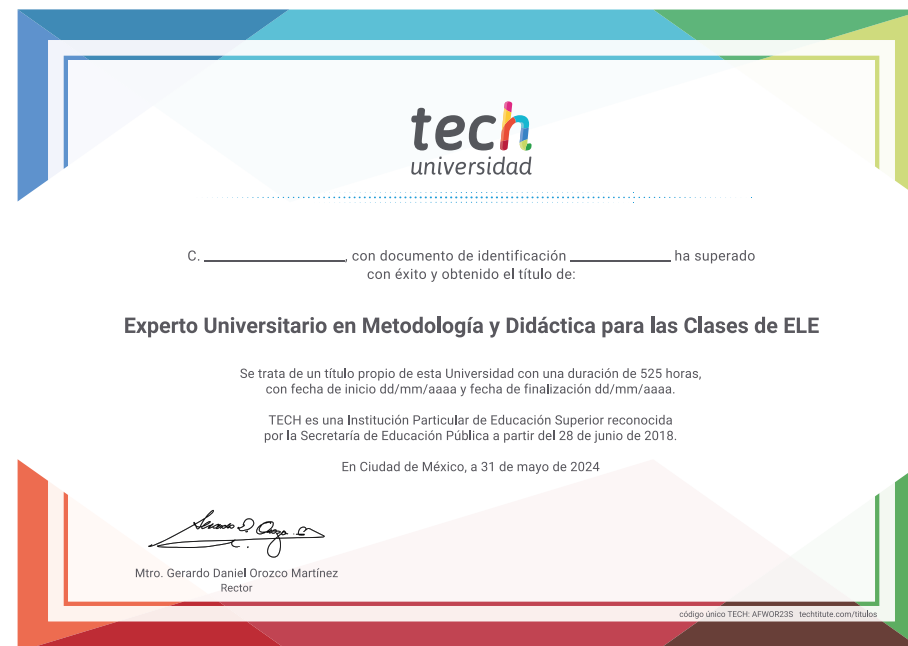 tech
universidad
C. ____________________, con documento de identificación ______________ ha superado
con éxito y obtenido el título de:
Experto Universitario en Metodología y Didáctica para las Clases de ELE
Se trata de un título propio de esta Universidad con una duración de 525 horas,
con fecha de inicio dd/mm/aaaa y fecha de finalización dd/mm/aaaa.
TECH es una Institución Particular de Educación Superior reconocida
por la Secretaría de Educación Pública a partir del 28 de junio de 2018.
En Ciudad de México, a 31 de mayo de 2024
Mtro. Gerardo Daniel Orozco Martínez
Rector
código único TECH: AFWOR23S techtitute.com/titulos